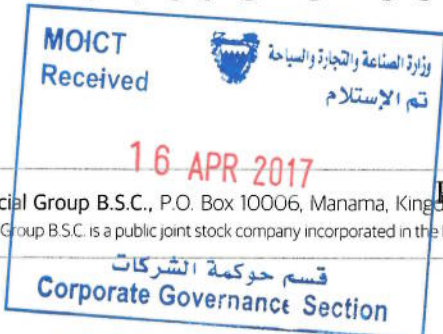 MOICT
Received
وزارة الصناعة والتجارة والسياحة
تم الإستلام
16 APR 2017
cial Group B.S.C., P.O. Box 10006, Manama, King
Group B.S.C. is a public joint stock company incorporated in the
قسم حوكمة الشركات
Corporate Governance Section